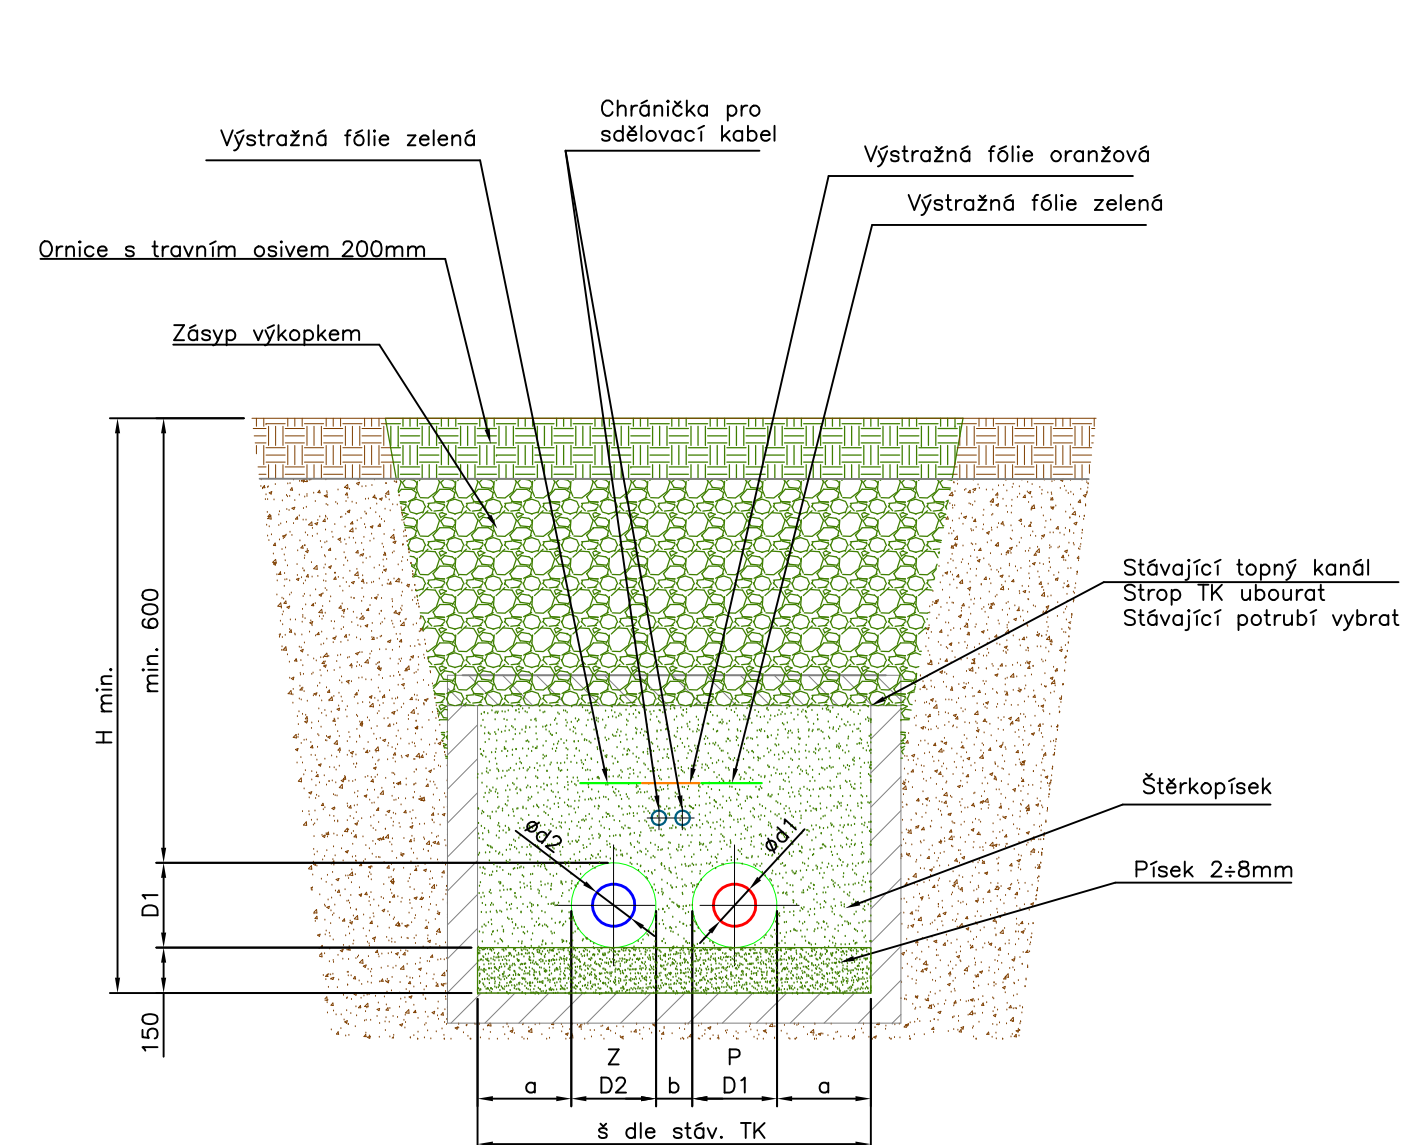 Chránička pro
sdělovací kabel
Výstražná fólie zelená
Výstražná fólie oranžová
Výstražná fólie zelená
Ornice s travním osivem 200mm
Zásyp výkopkem
Stávající topný kanál
Strop TK ubourat
Stávající potrubí vybrat
min. 600
H min.
Štěrkopísek
ød2
ød1
Písek 2÷8mm
D1
150
Z
P
a
D2
b
D1
a
š dle stáv. TK